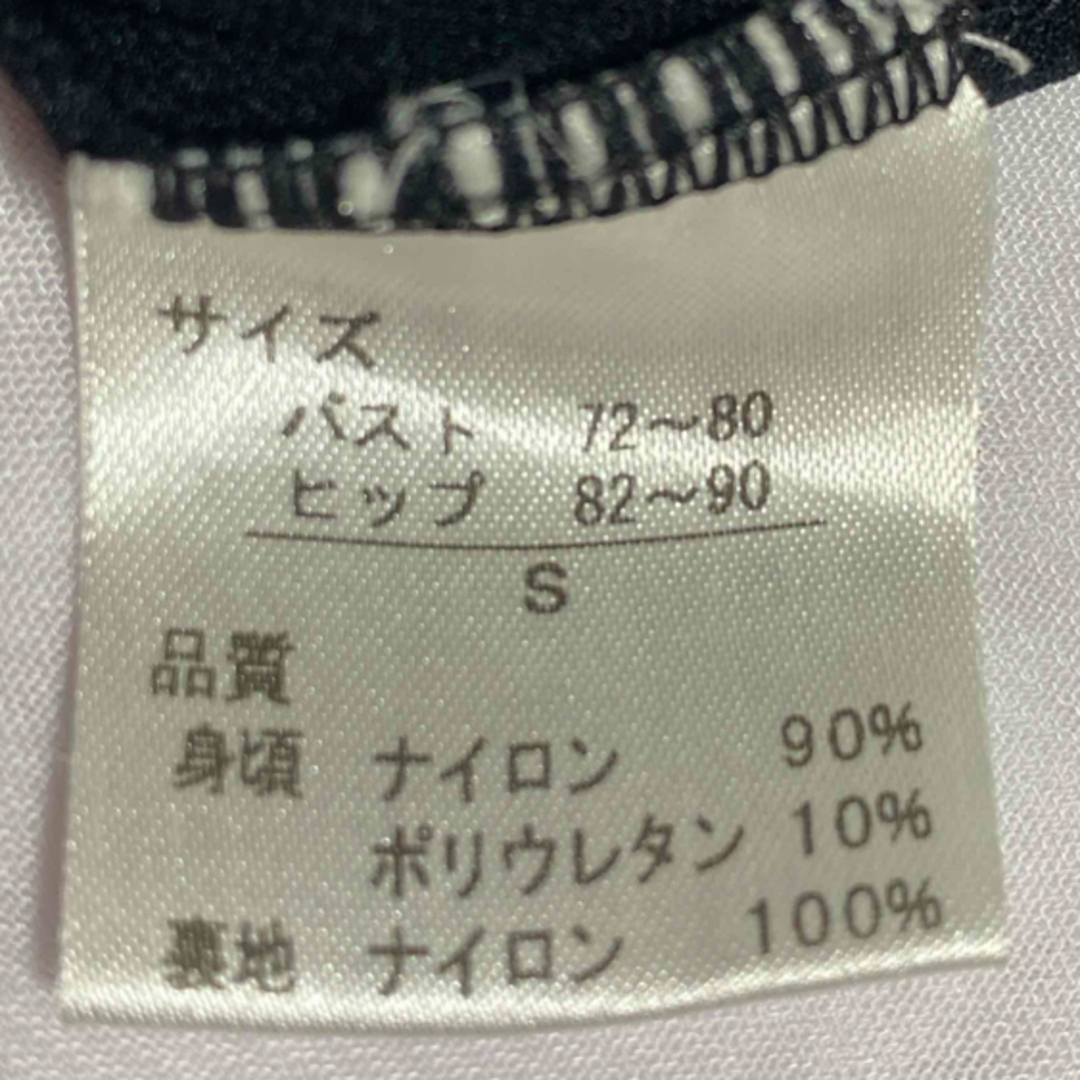 サイズ
バスト 72〜80
ヒップ 82〜90
S
品質
身頃 ナイロン 90%
ポリウレタン 10%
裏地 ナイロン 100%